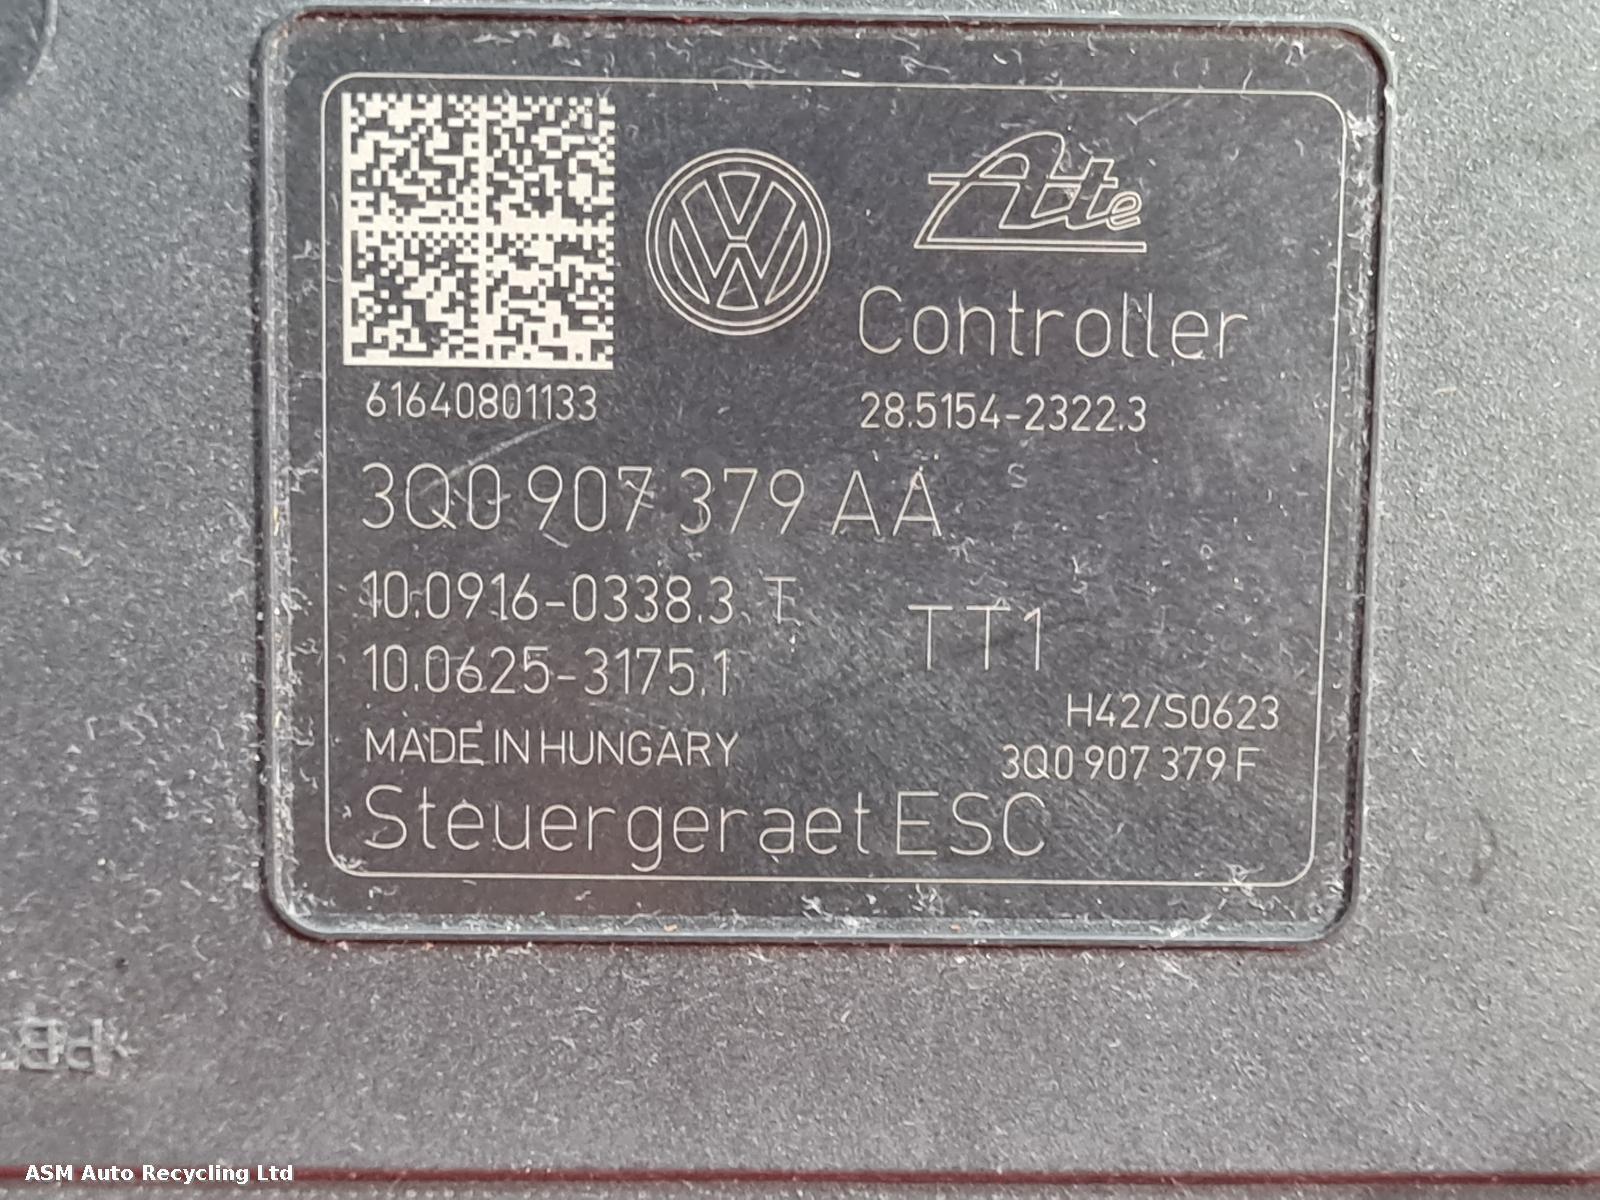 Ate
Controller
61640801133
28.5154-2322.3
3Q0 907 379 AA
S
10.0916-0338.3 T
TT1
10.0625-3175.1
H42/S0623
MADE IN HUNGARY
3Q0 907 379 F
Steuergeraet ESC
ASM Auto Recycling Ltd